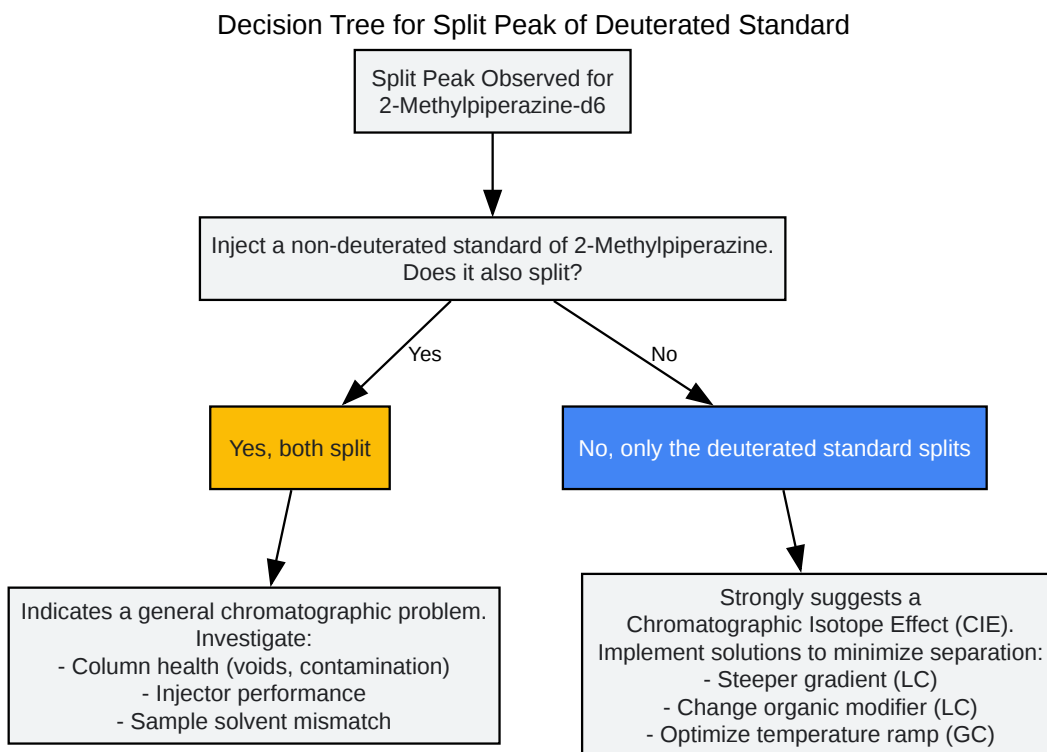 Decision Tree for Split Peak of Deuterated Standard
Split Peak Observed for
2-Methylpiperazine-d6
Inject a non-deuterated standard of 2-Methylpiperazine.
Does it also split?
Yes
No
Yes, both split
No, only the deuterated standard splits
Indicates a general chromatographic problem.
Investigate:
- Column health (voids, contamination)
- Injector performance
- Sample solvent mismatch
Strongly suggests a
Chromatographic Isotope Effect (CIE).
Implement solutions to minimize separation:
- Steeper gradient (LC)
- Change organic modifier (LC)
- Optimize temperature ramp (GC)